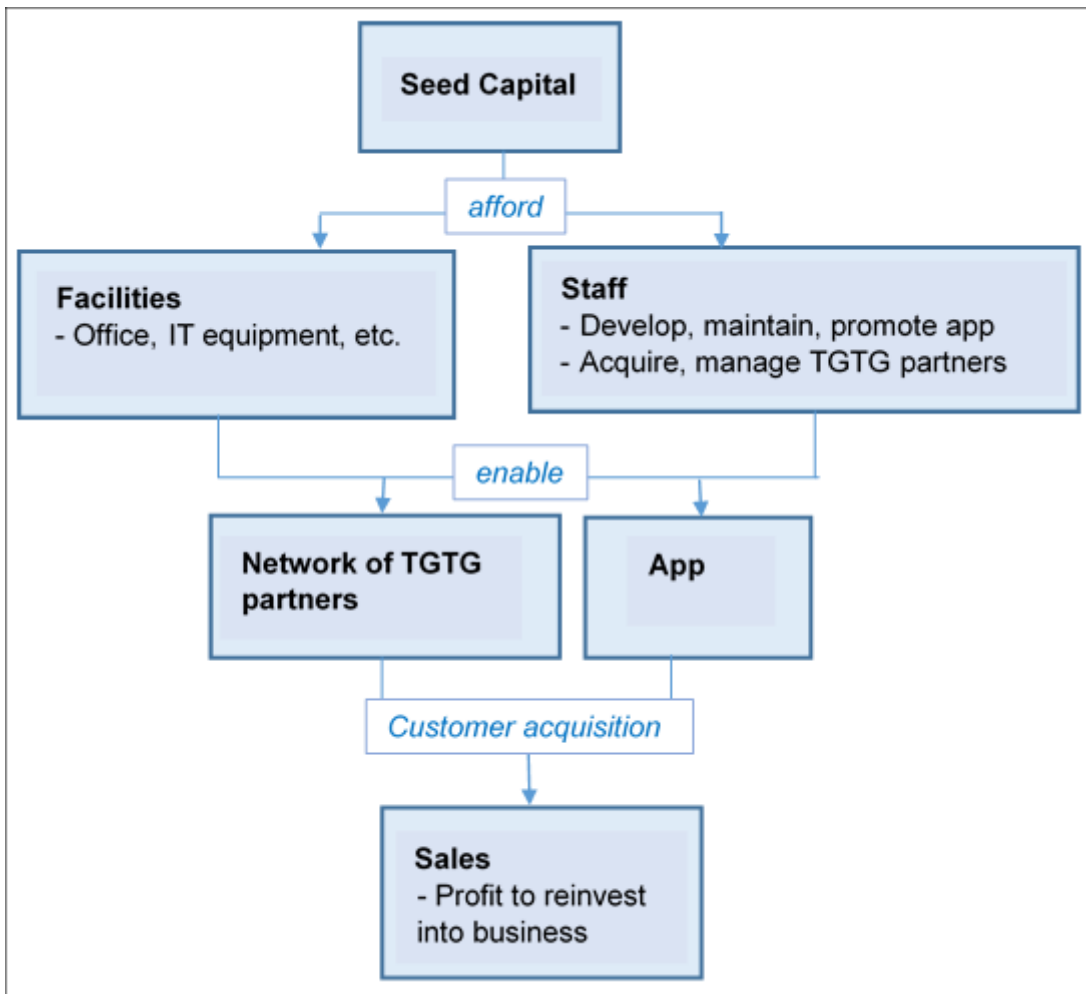 Seed Capital
afford
Facilities
- Office, IT equipment, etc.
Staff
- Develop, maintain, promote app
- Acquire, manage TGTG partners
enable
Network of TGTG
partners
App
Customer acquisition
Sales
- Profit to reinvest
into business